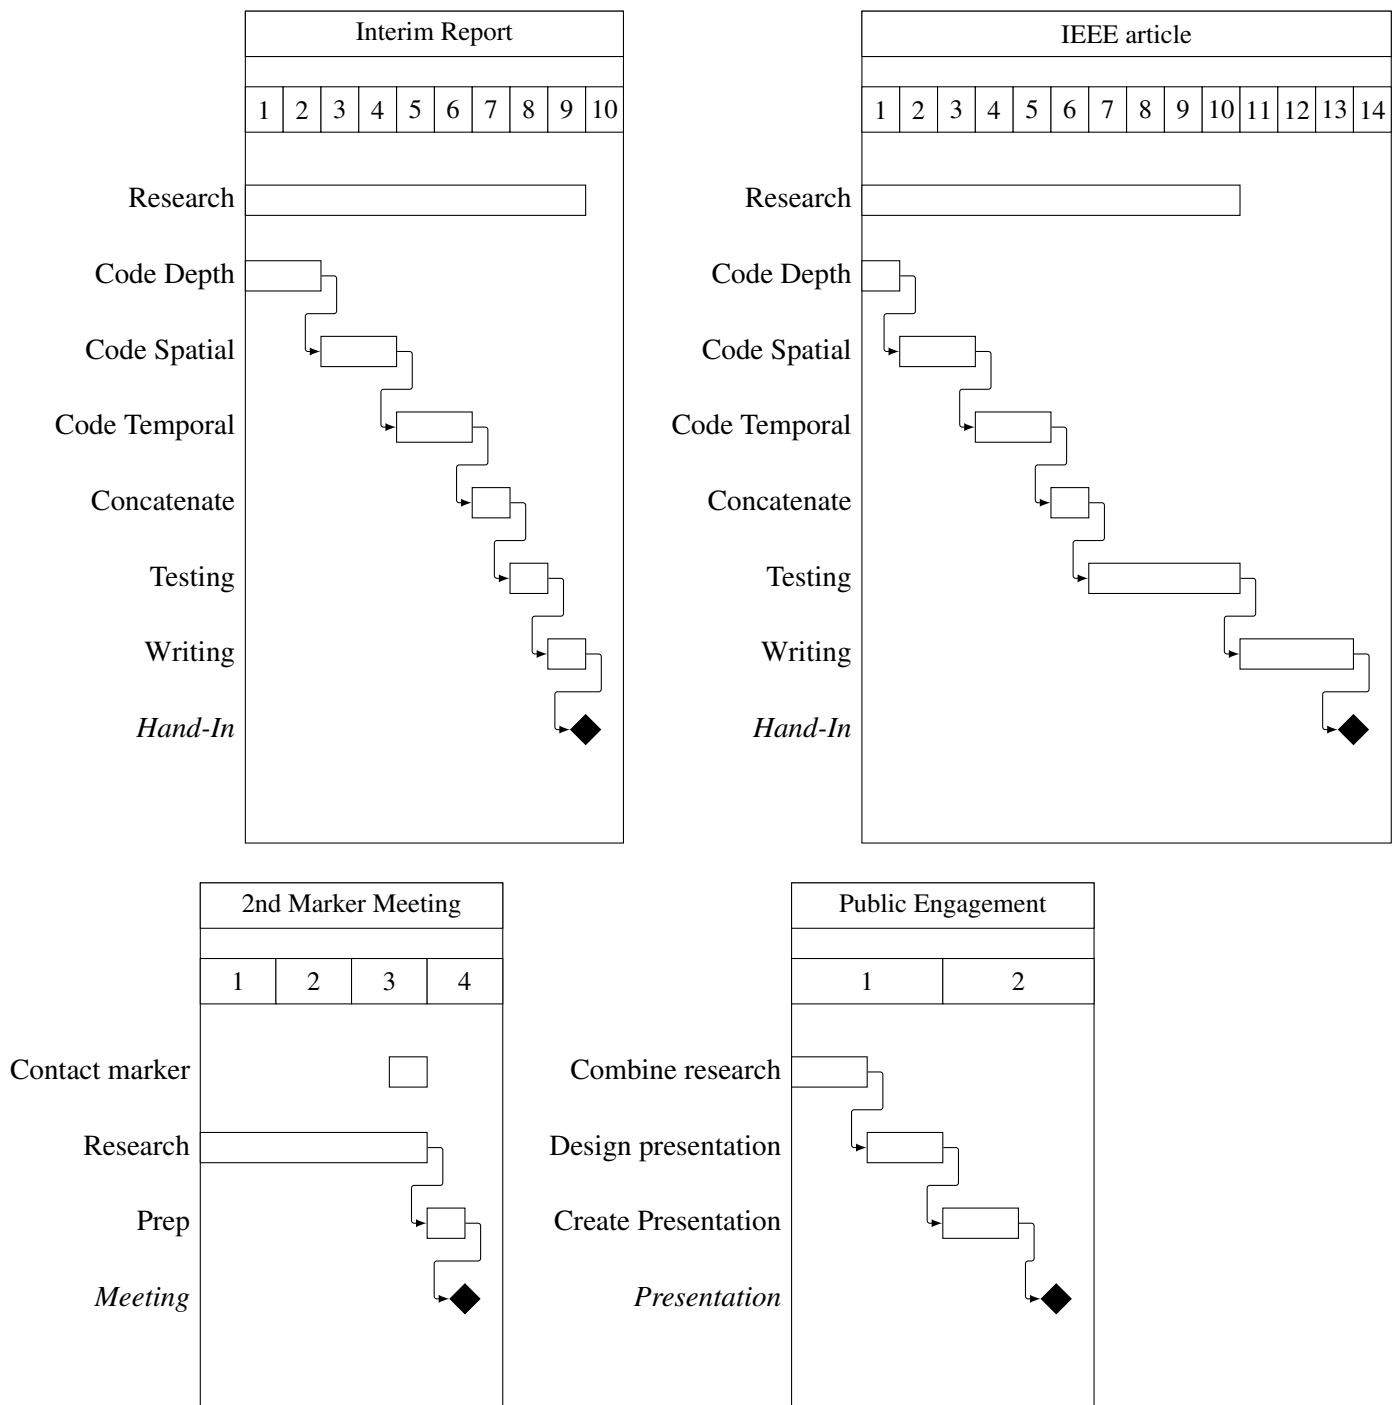 Interim Report
1 2 3 4 5 6 7 8 9 10
Research
Code Depth
Code Spatial
Code Temporal
Concatenate
Testing
Writing
Hand-In
IEEE article
1 2 3 4 5 6 7 8 9 10 11 12 13 14
Research
Code Depth
Code Spatial
Code Temporal
Concatenate
Testing
Writing
Hand-In
2nd Marker Meeting
1 2 3 4
Contact marker
Research
Prep
Meeting
Public Engagement
1 2
Combine research
Design presentation
Create Presentation
Presentation